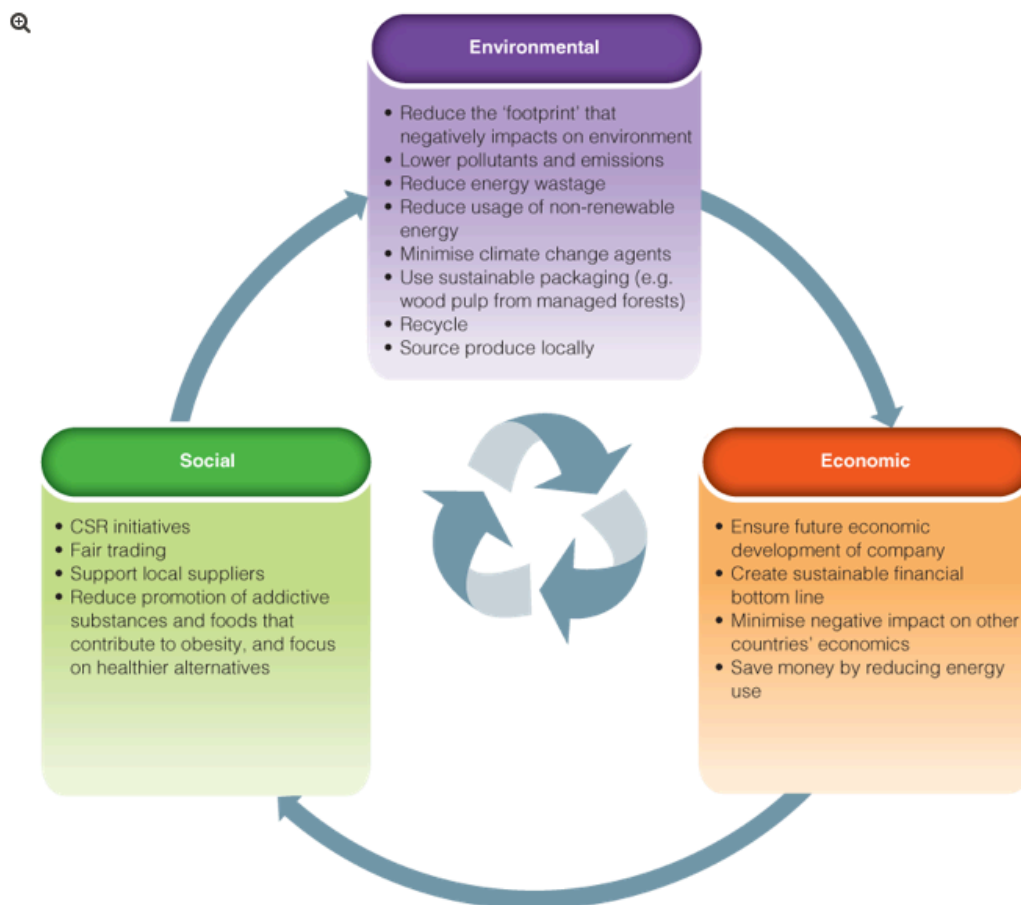 Environmental
• Reduce the ‘footprint’ that
negatively impacts on environment
• Lower pollutants and emissions
• Reduce energy wastage
• Reduce usage of non-renewable
energy
• Minimise climate change agents
• Use sustainable packaging (e.g.
wood pulp from managed forests)
• Recycle
• Source produce locally
Social
• CSR initiatives
• Fair trading
• Support local suppliers
• Reduce promotion of addictive
substances and foods that
contribute to obesity, and focus
on healthier alternatives
Economic
• Ensure future economic
development of company
• Create sustainable financial
bottom line
• Minimise negative impact on other
countries’ economics
• Save money by reducing energy
use